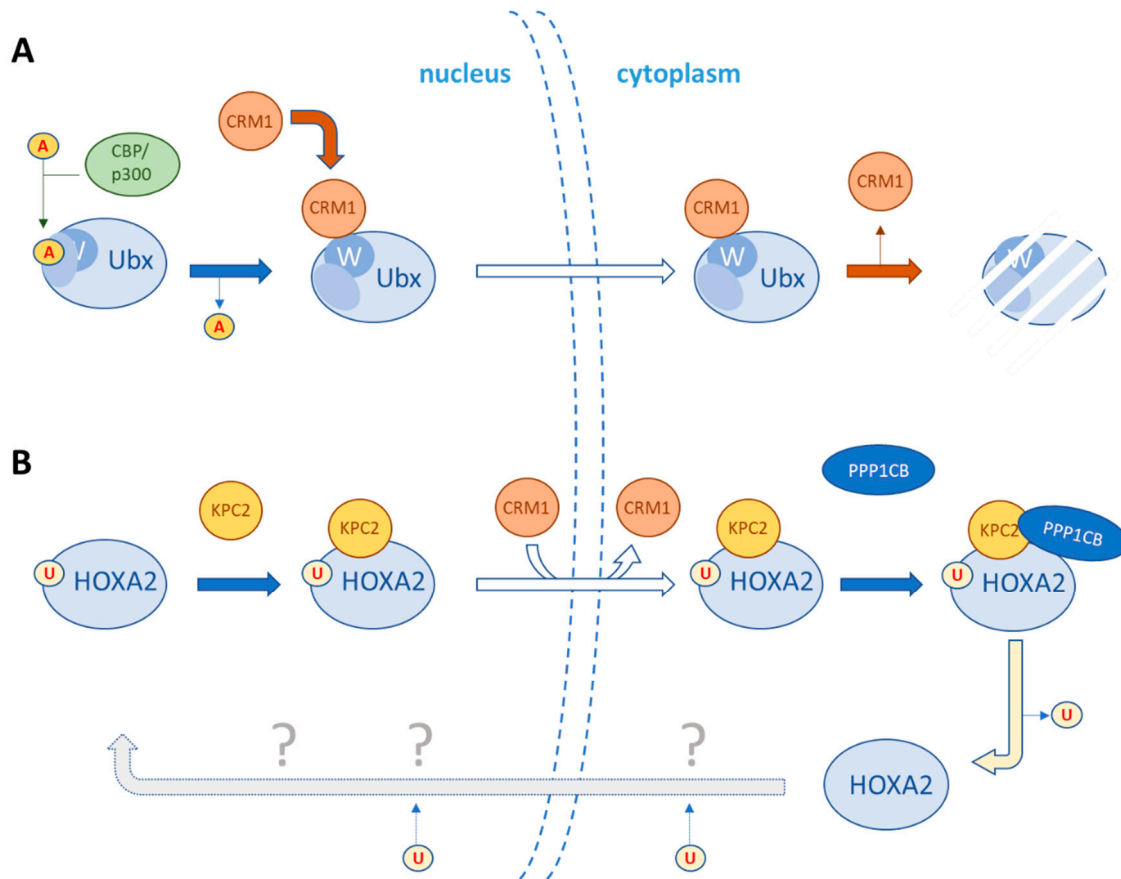 A
nucleus
cytoplasm
CRM1
CRM1
A
CBP/
p300
CRM1
CRM1
A
W
Ubx
W
Ubx
W
Ubx
W
A
B
PPP1CB
KPC2
CRM1
CRM1
KPC2
KPC2
KPC2
PPP1CB
U
HOXA2
U
HOXA2
U
HOXA2
U
HOXA2
U
? ? ?
HOXA2
U
U